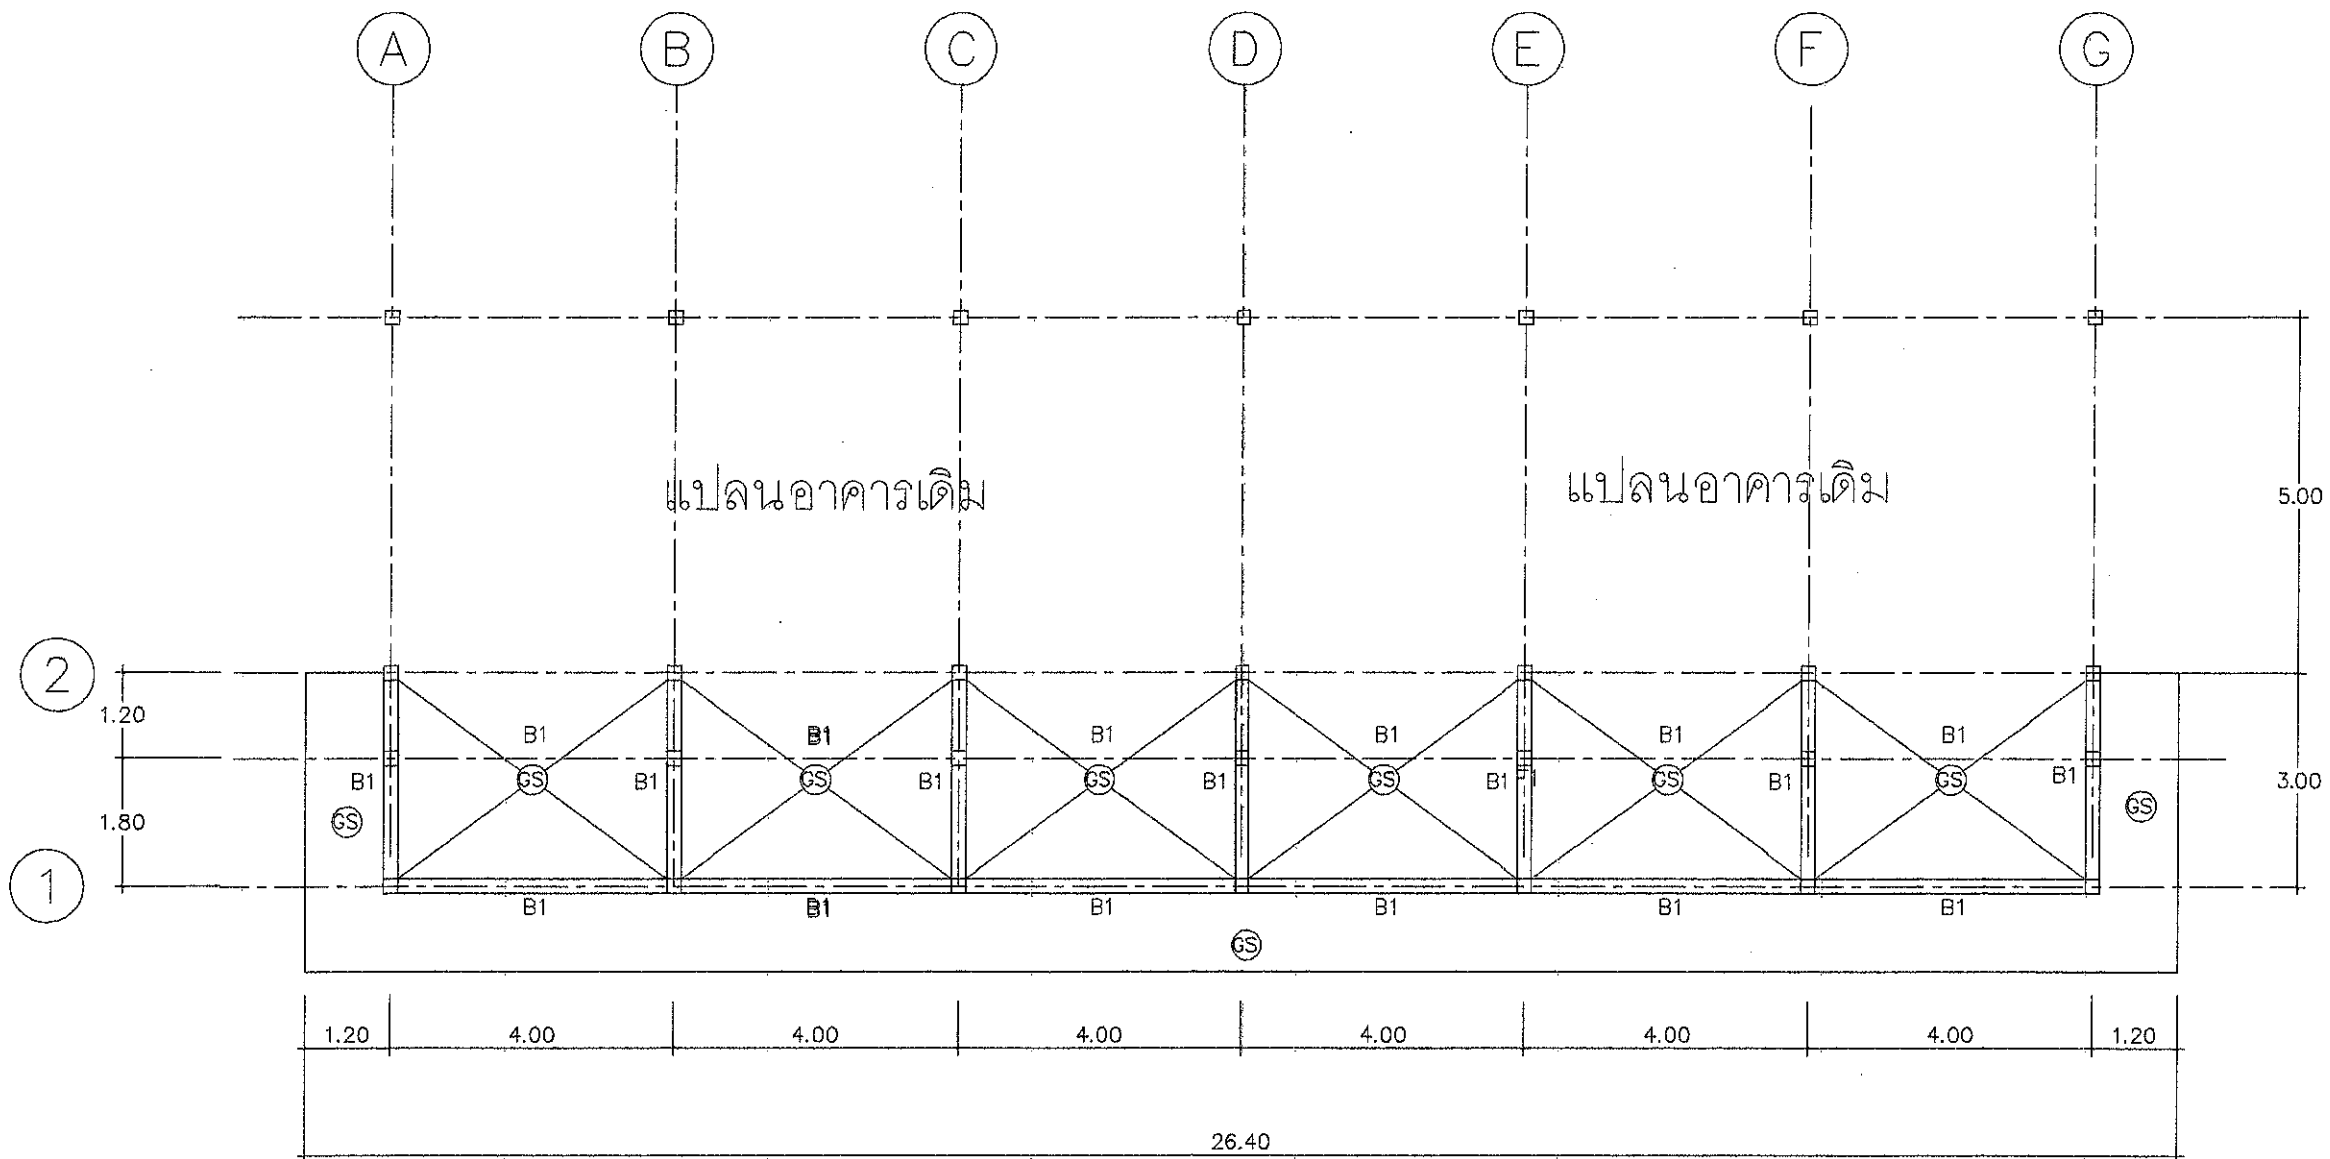 A B C D E F G
แปลนอาคารเดิม แปลนอาคารเดิม
5.00
2
1.20
B1 B1 B1 B1 B1 B1
B1 GS B1 GS B1 GS B1 GS B1 GS B1 GS B1
3.00
GS GS
1.80
1
B1 B1 B1 B1 B1 B1
GS
1.20 4.00 4.00 4.00 4.00 4.00 4.00 1.20
26.40